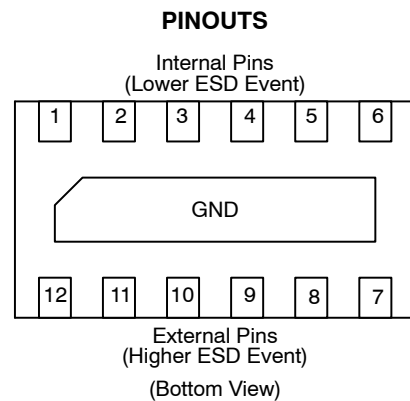 PINOUTS
Internal Pins
(Lower ESD Event)
1 2 3 4 5 6
GND
12 11 10 9 8 7
External Pins
(Higher ESD Event)
(Bottom View)